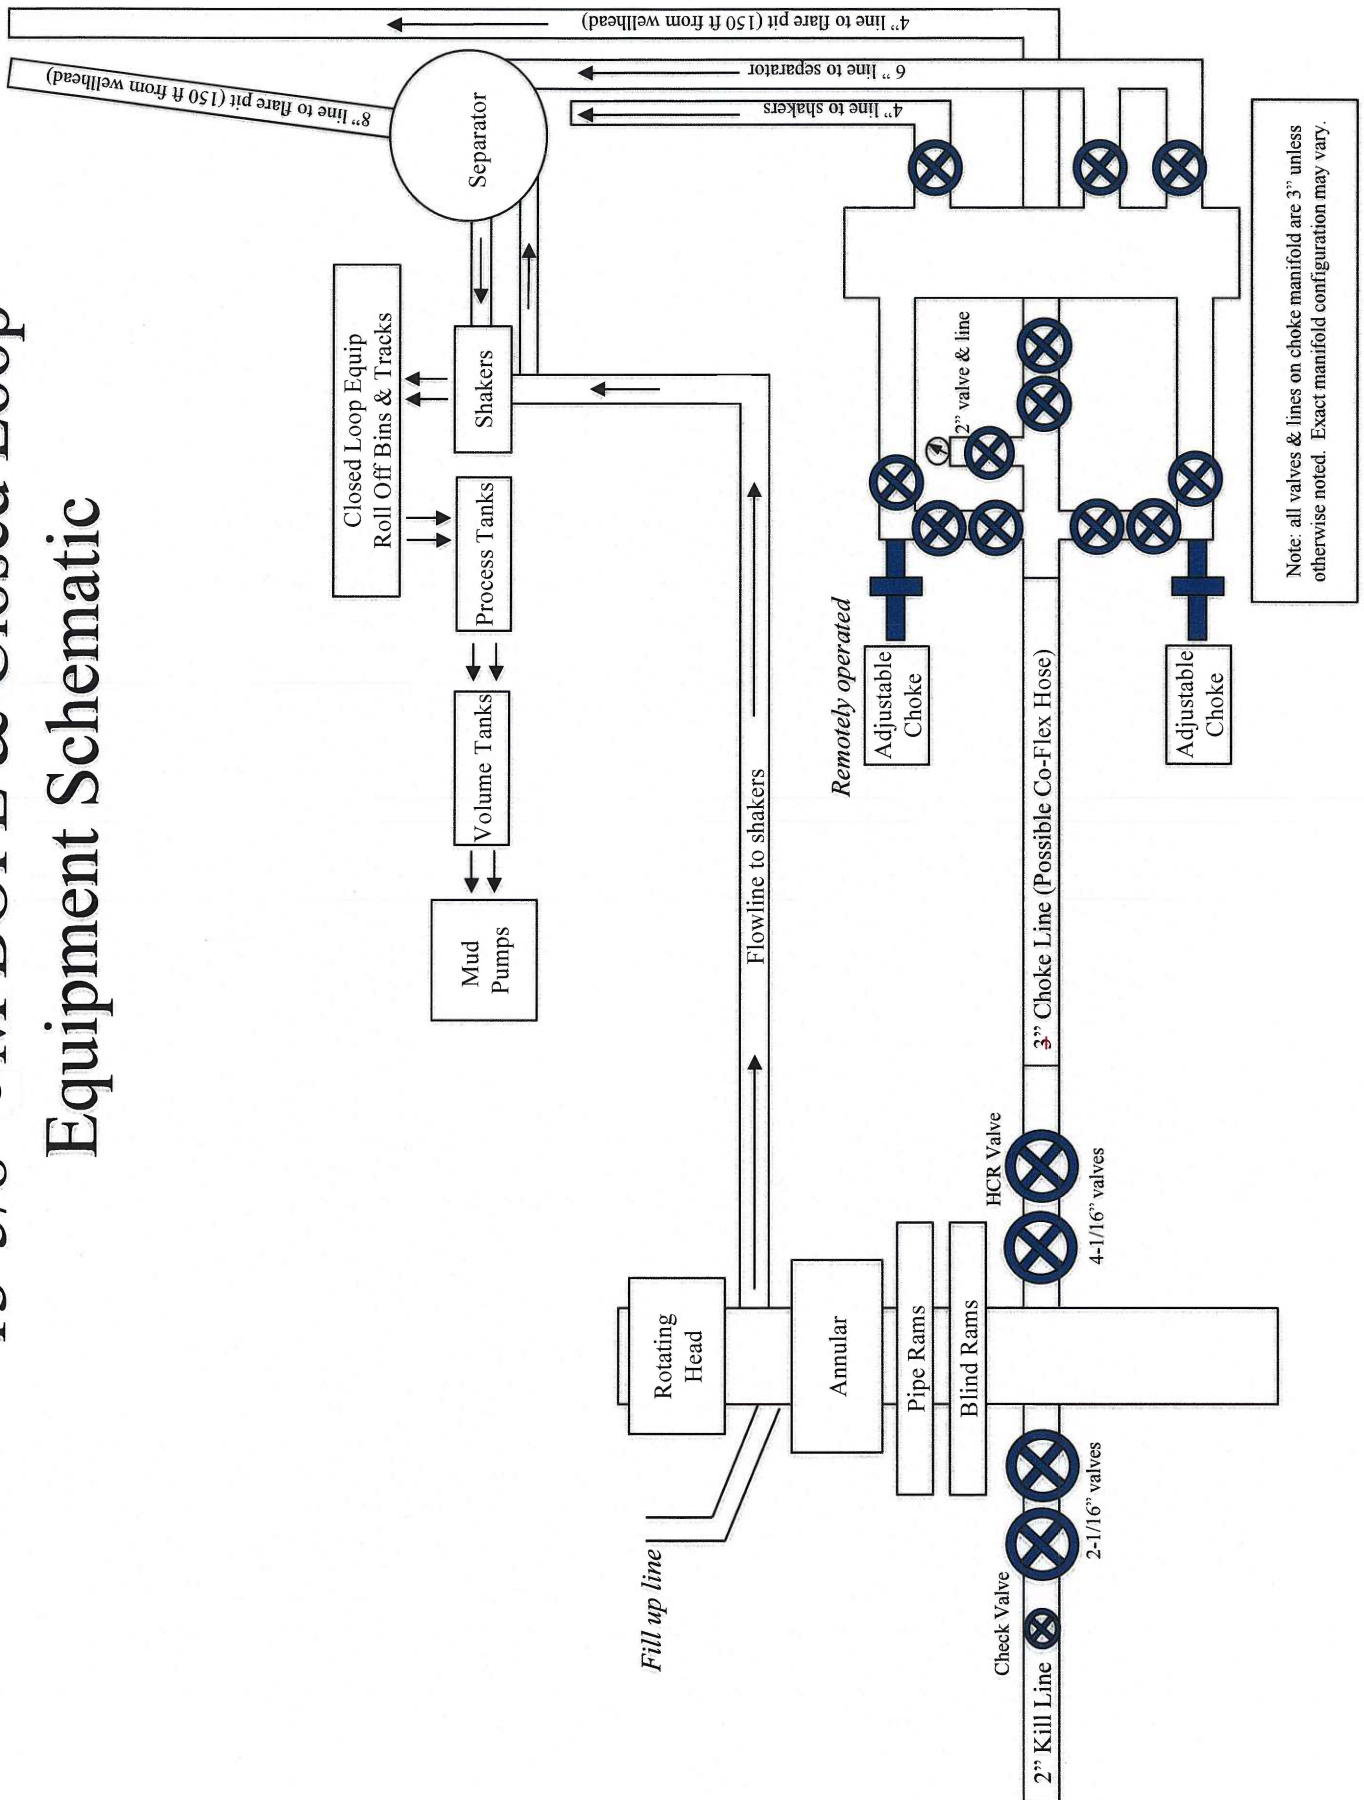 Equipment Schematic
4” line to flare pit (150 ft from wellhead)
8” line to flare pit (150 ft from wellhead)
6” line to separator
4” line to shakers
Separator
Closed Loop Equip
Roll Off Bins & Tracks
Shakers
Process Tanks
Volume Tanks
Mud
Pumps
Flowline to shakers
Fill up line
Rotating
Head
Annular
Pipe Rams
Blind Rams
Check Valve
2” Kill Line
2-1/16” valves
HCR Valve
4-1/16” valves
3” Choke Line (Possible Co-Flex Hose)
Remotely operated
Adjustable
Choke
Adjustable
Choke
2” valve & line
Note: all valves & lines on choke manifold are 3” unless
otherwise noted.  Exact manifold configuration may vary.